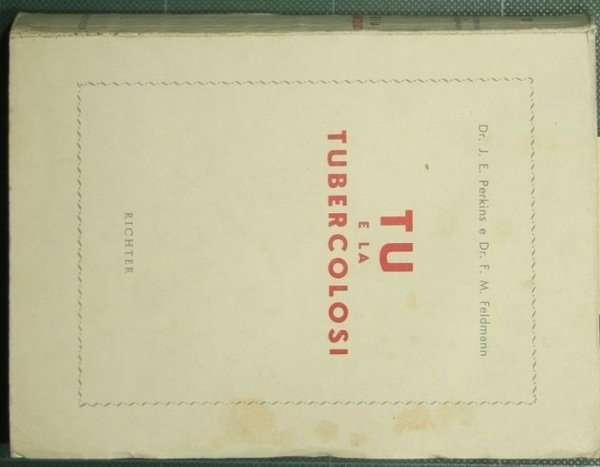 Dr. J. E. Perkins e Dr. F. M. Feldmann
TU
E LA
TUBERCOLOSI
RICHTER